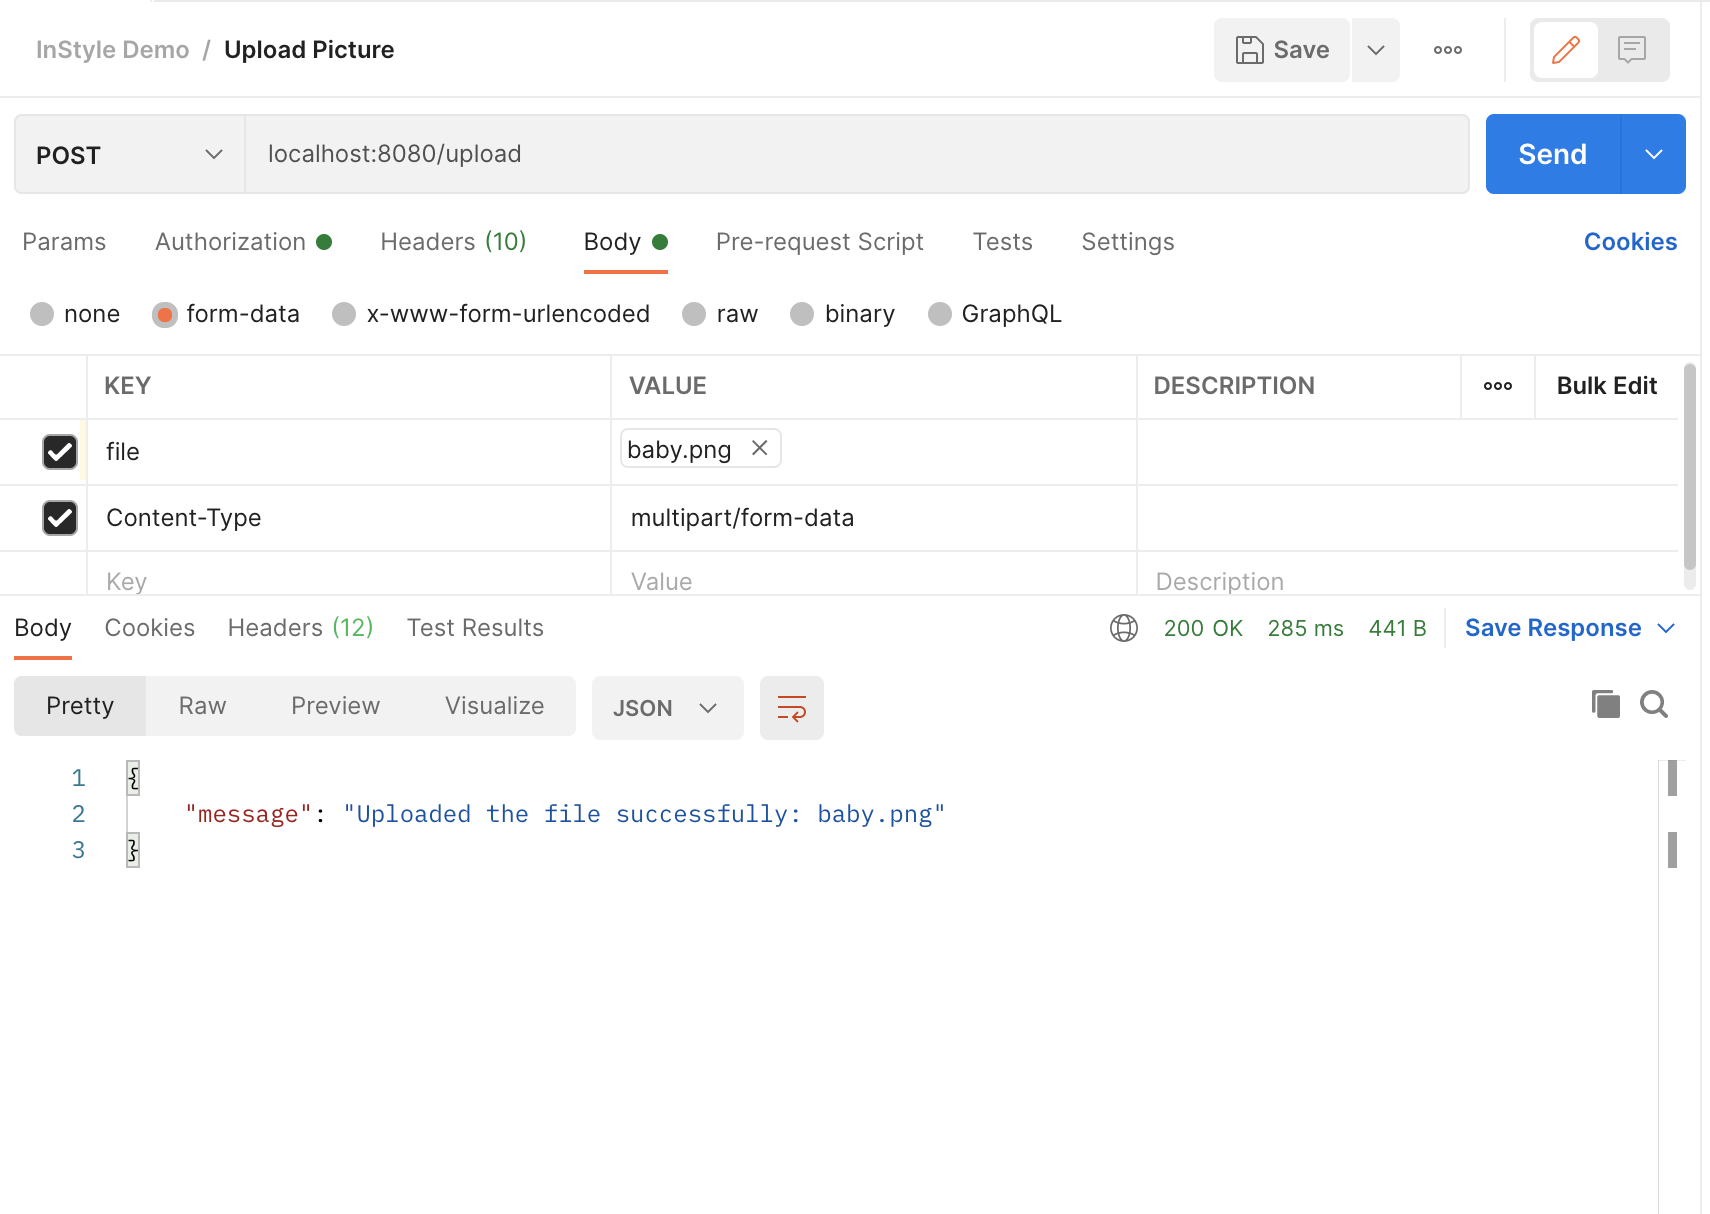 InStyle Demo / Upload Picture
Save
POST
localhost:8080/upload
Send
Params Authorization Headers (10) Body Pre-request Script Tests Settings Cookies
none form-data x-www-form-urlencoded raw binary GraphQL
KEY VALUE DESCRIPTION Bulk Edit
file baby.png
Content-Type multipart/form-data
Key Value Description
Body Cookies Headers (12) Test Results 200 OK 285 ms 441 B Save Response
Pretty Raw Preview Visualize JSON
1 {
2 "message": "Uploaded the file successfully: baby.png"
3 }